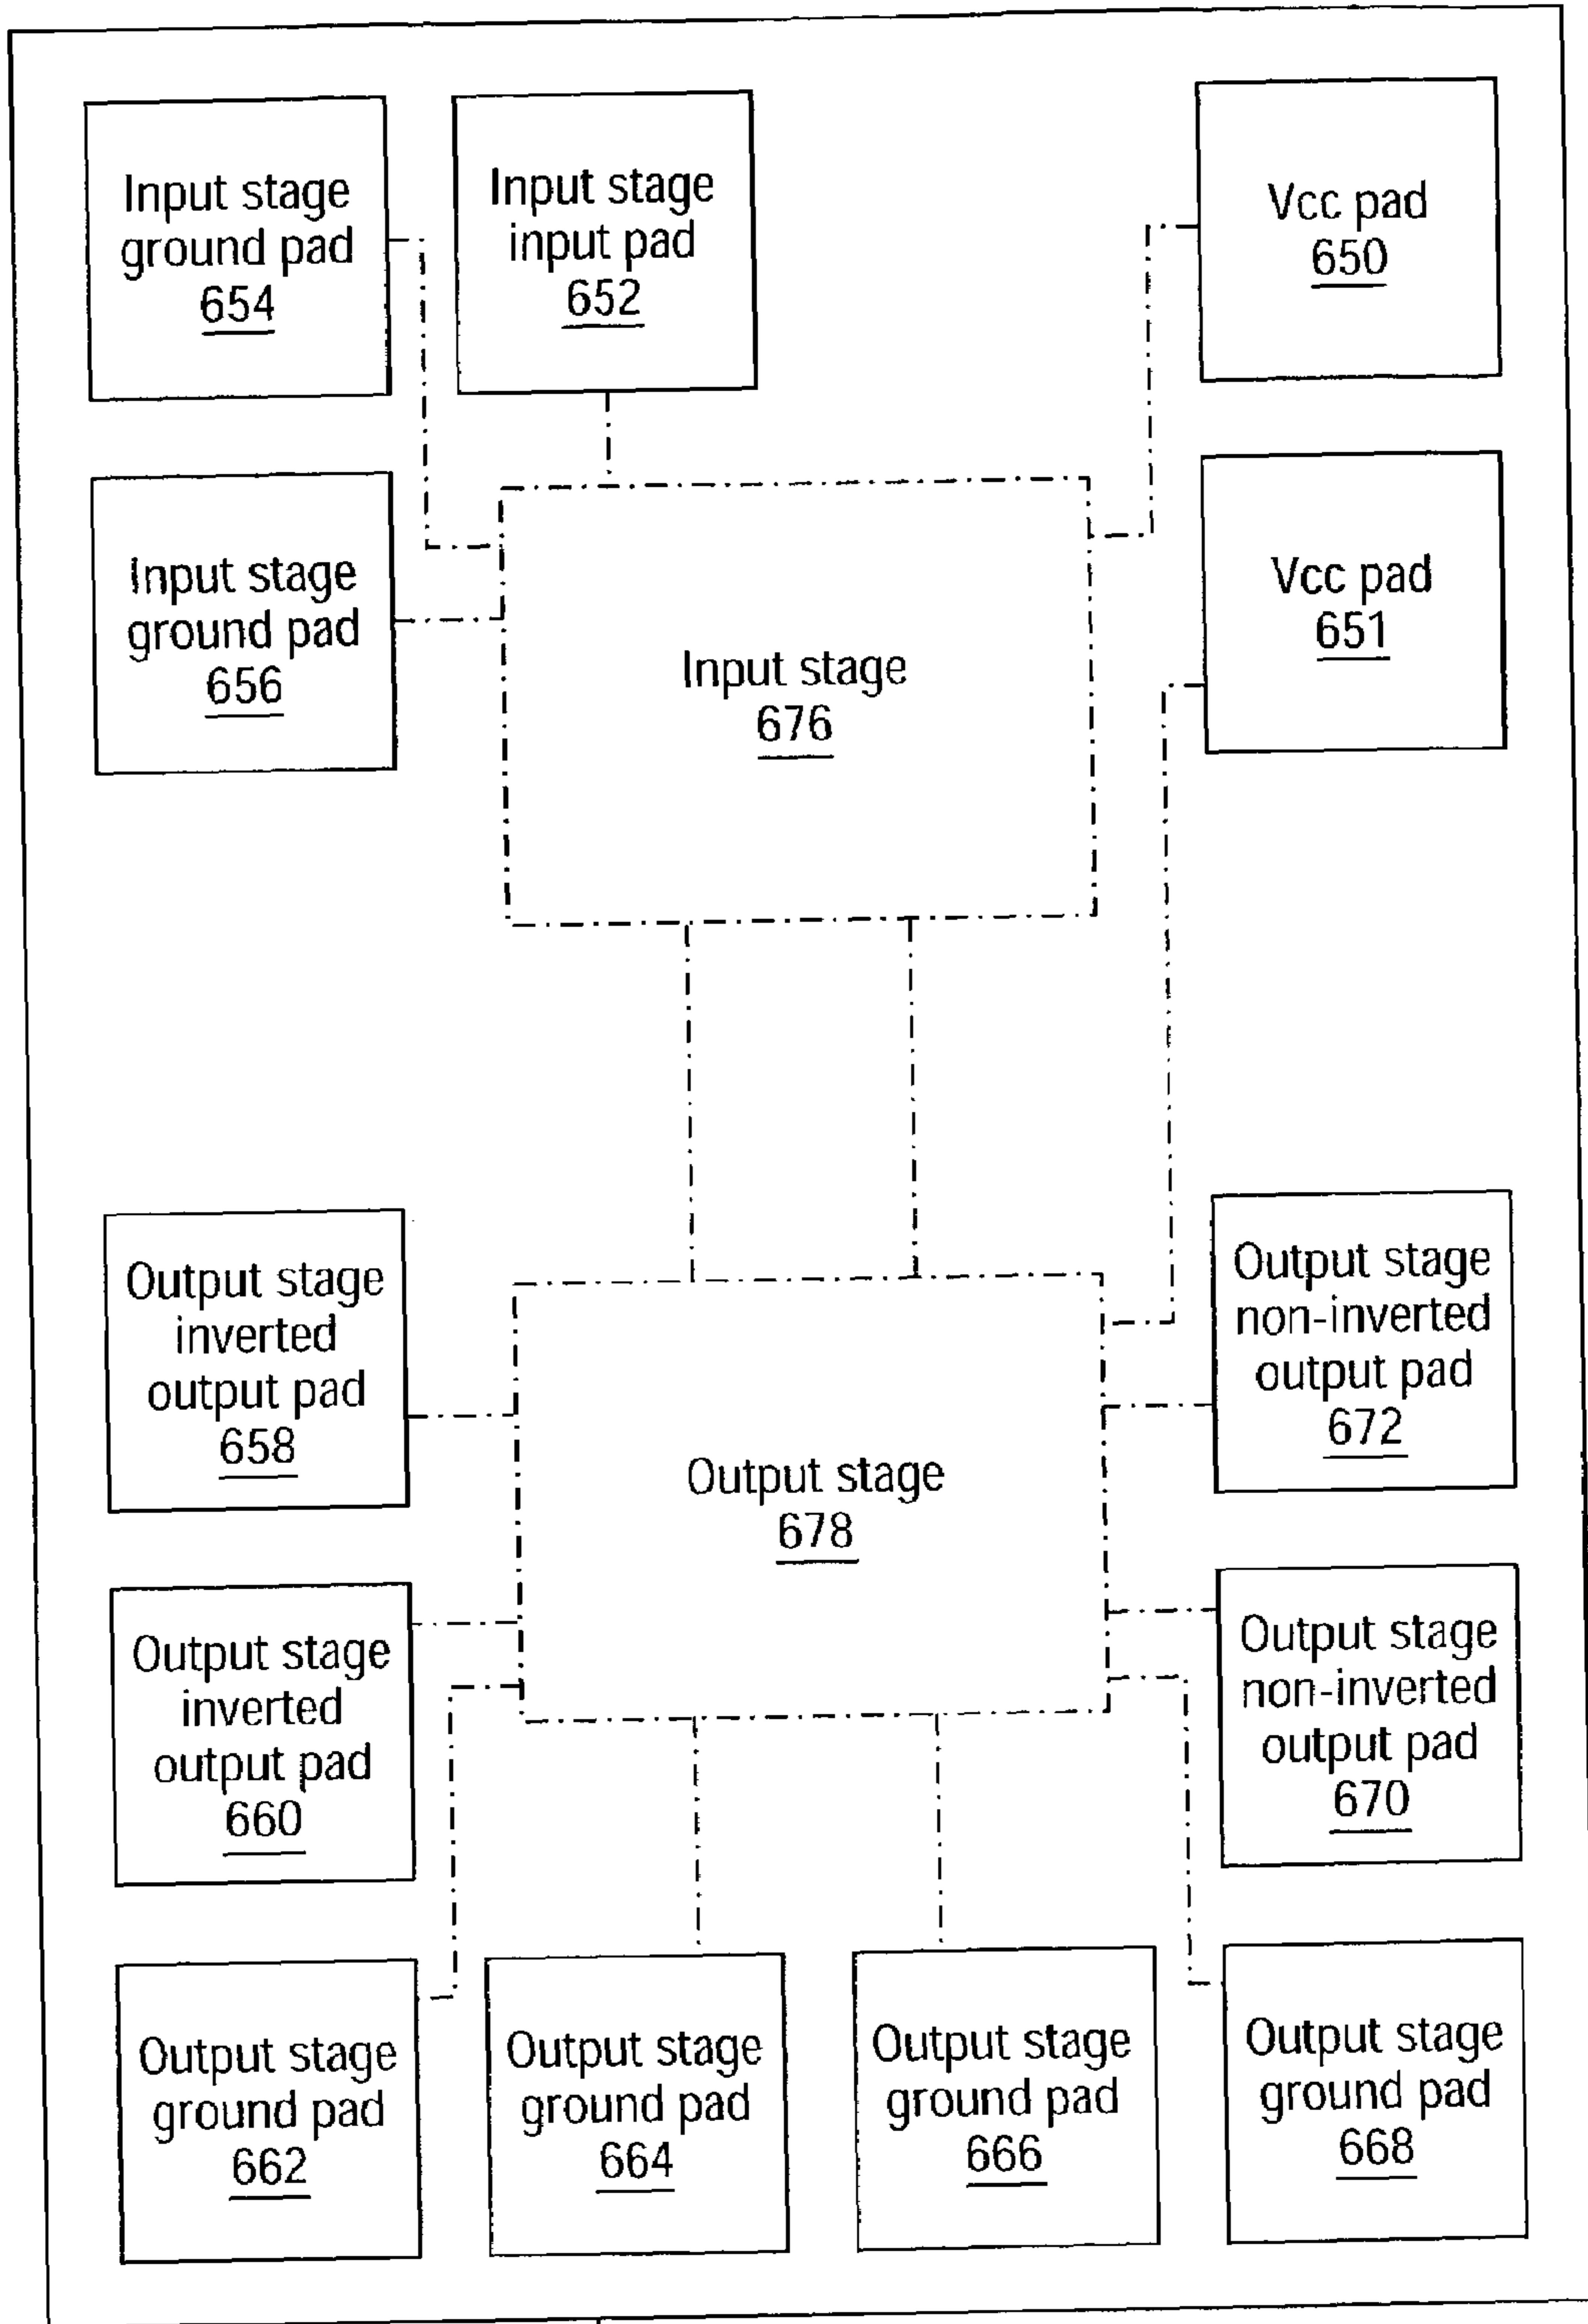 Input stage
ground pad
654
Input stage
input pad
652
Vcc pad
650
Input stage
ground pad
656
Input stage
676
Vcc pad
651
Output stage
inverted
output pad
658
Output stage
678
Output stage
non-inverted
output pad
672
Output stage
inverted
output pad
660
Output stage
non-inverted
output pad
670
Output stage
ground pad
662
Output stage
ground pad
664
Output stage
ground pad
666
Output stage
ground pad
668